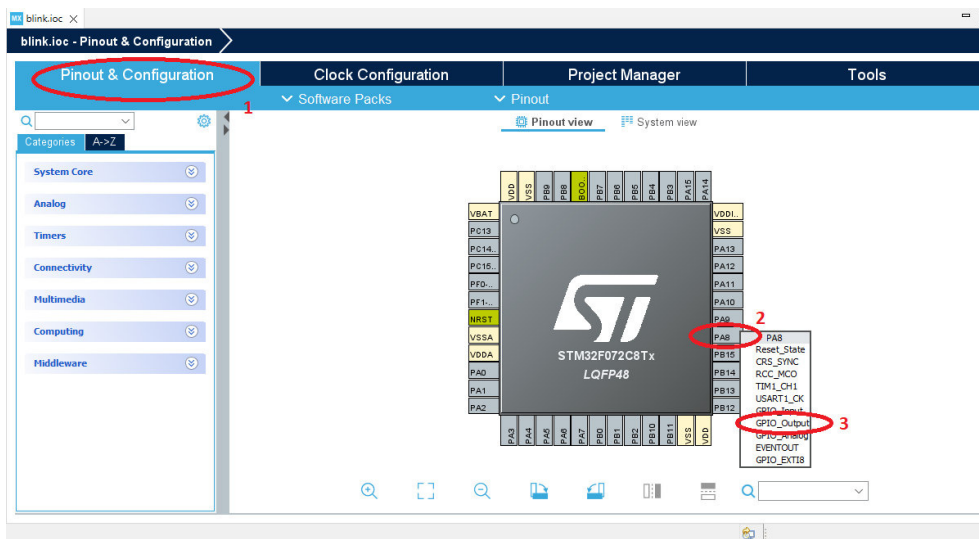 MX blink.ioc
blink.ioc - Pinout & Configuration
Pinout & Configuration
Clock Configuration
Project Manager
Tools
1
Software Packs
Pinout
Pinout view
System view
Categories
A->Z
System Core
Analog
Timers
Connectivity
Multimedia
Computing
Middleware
VDD
VSS
PB9
PB8
BOO..
PB7
PB6
PB5
PB4
PB3
PA15
PA14
VBAT
PC13
PC14..
PC15..
PF0-..
PF1-..
NRST
VSSA
VDDA
PA0
PA1
PA2
ST
STM32F072C8Tx
LQFP48
VDDI..
VSS
PA13
PA12
PA11
PA10
PA9
PA8
PB15
PB14
PB13
PB12
2
PA8
Reset_State
CRS_SYNC
RCC_MCO
TIM1_CH1
USART1_CK
GPIO_Input
GPIO_Output
3
GPIO_Analog
EVENTOUT
GPIO_EXTI8
PA3
PA4
PA5
PA6
PA7
PB0
PB1
PB2
PB10
PB11
VSS
VDD